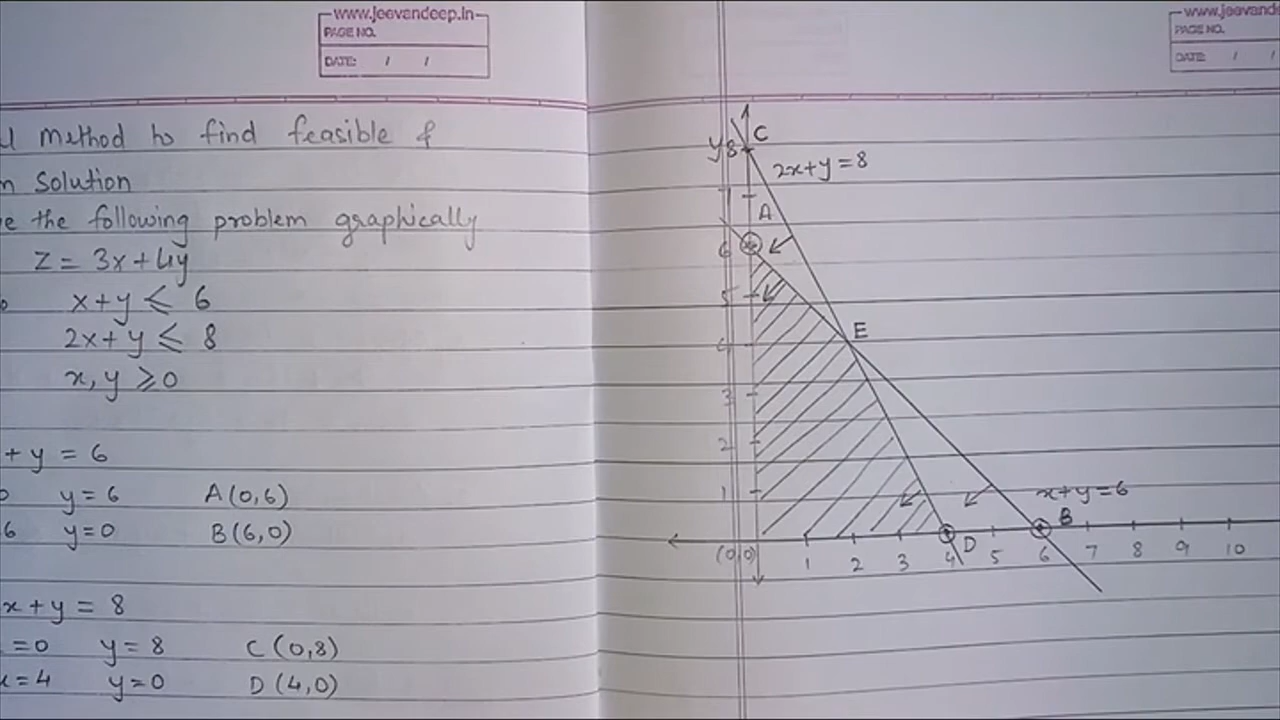 www.jeevandeep.in
PAGE NO.
DATE: / /
method to find feasible &
Solution
the following problem graphically
Z = 3x+4y
x+y ≤ 6
2x+y ≤ 8
x, y ≥ 0
+ y = 6
y = 6 A(0,6)
6 y=0 B(6,0)
x + y = 8
=0 y = 8 C(0,8)
x=4 y=0 D(4,0)
www.jeevand
PAGE NO.
DATE: / /
y 8 C
2x+y = 8
7
A
6
5
E
4
3
2
1
x+y=6
B
(0,0) 1 2 3 4 D 5 6 7 8 9 10